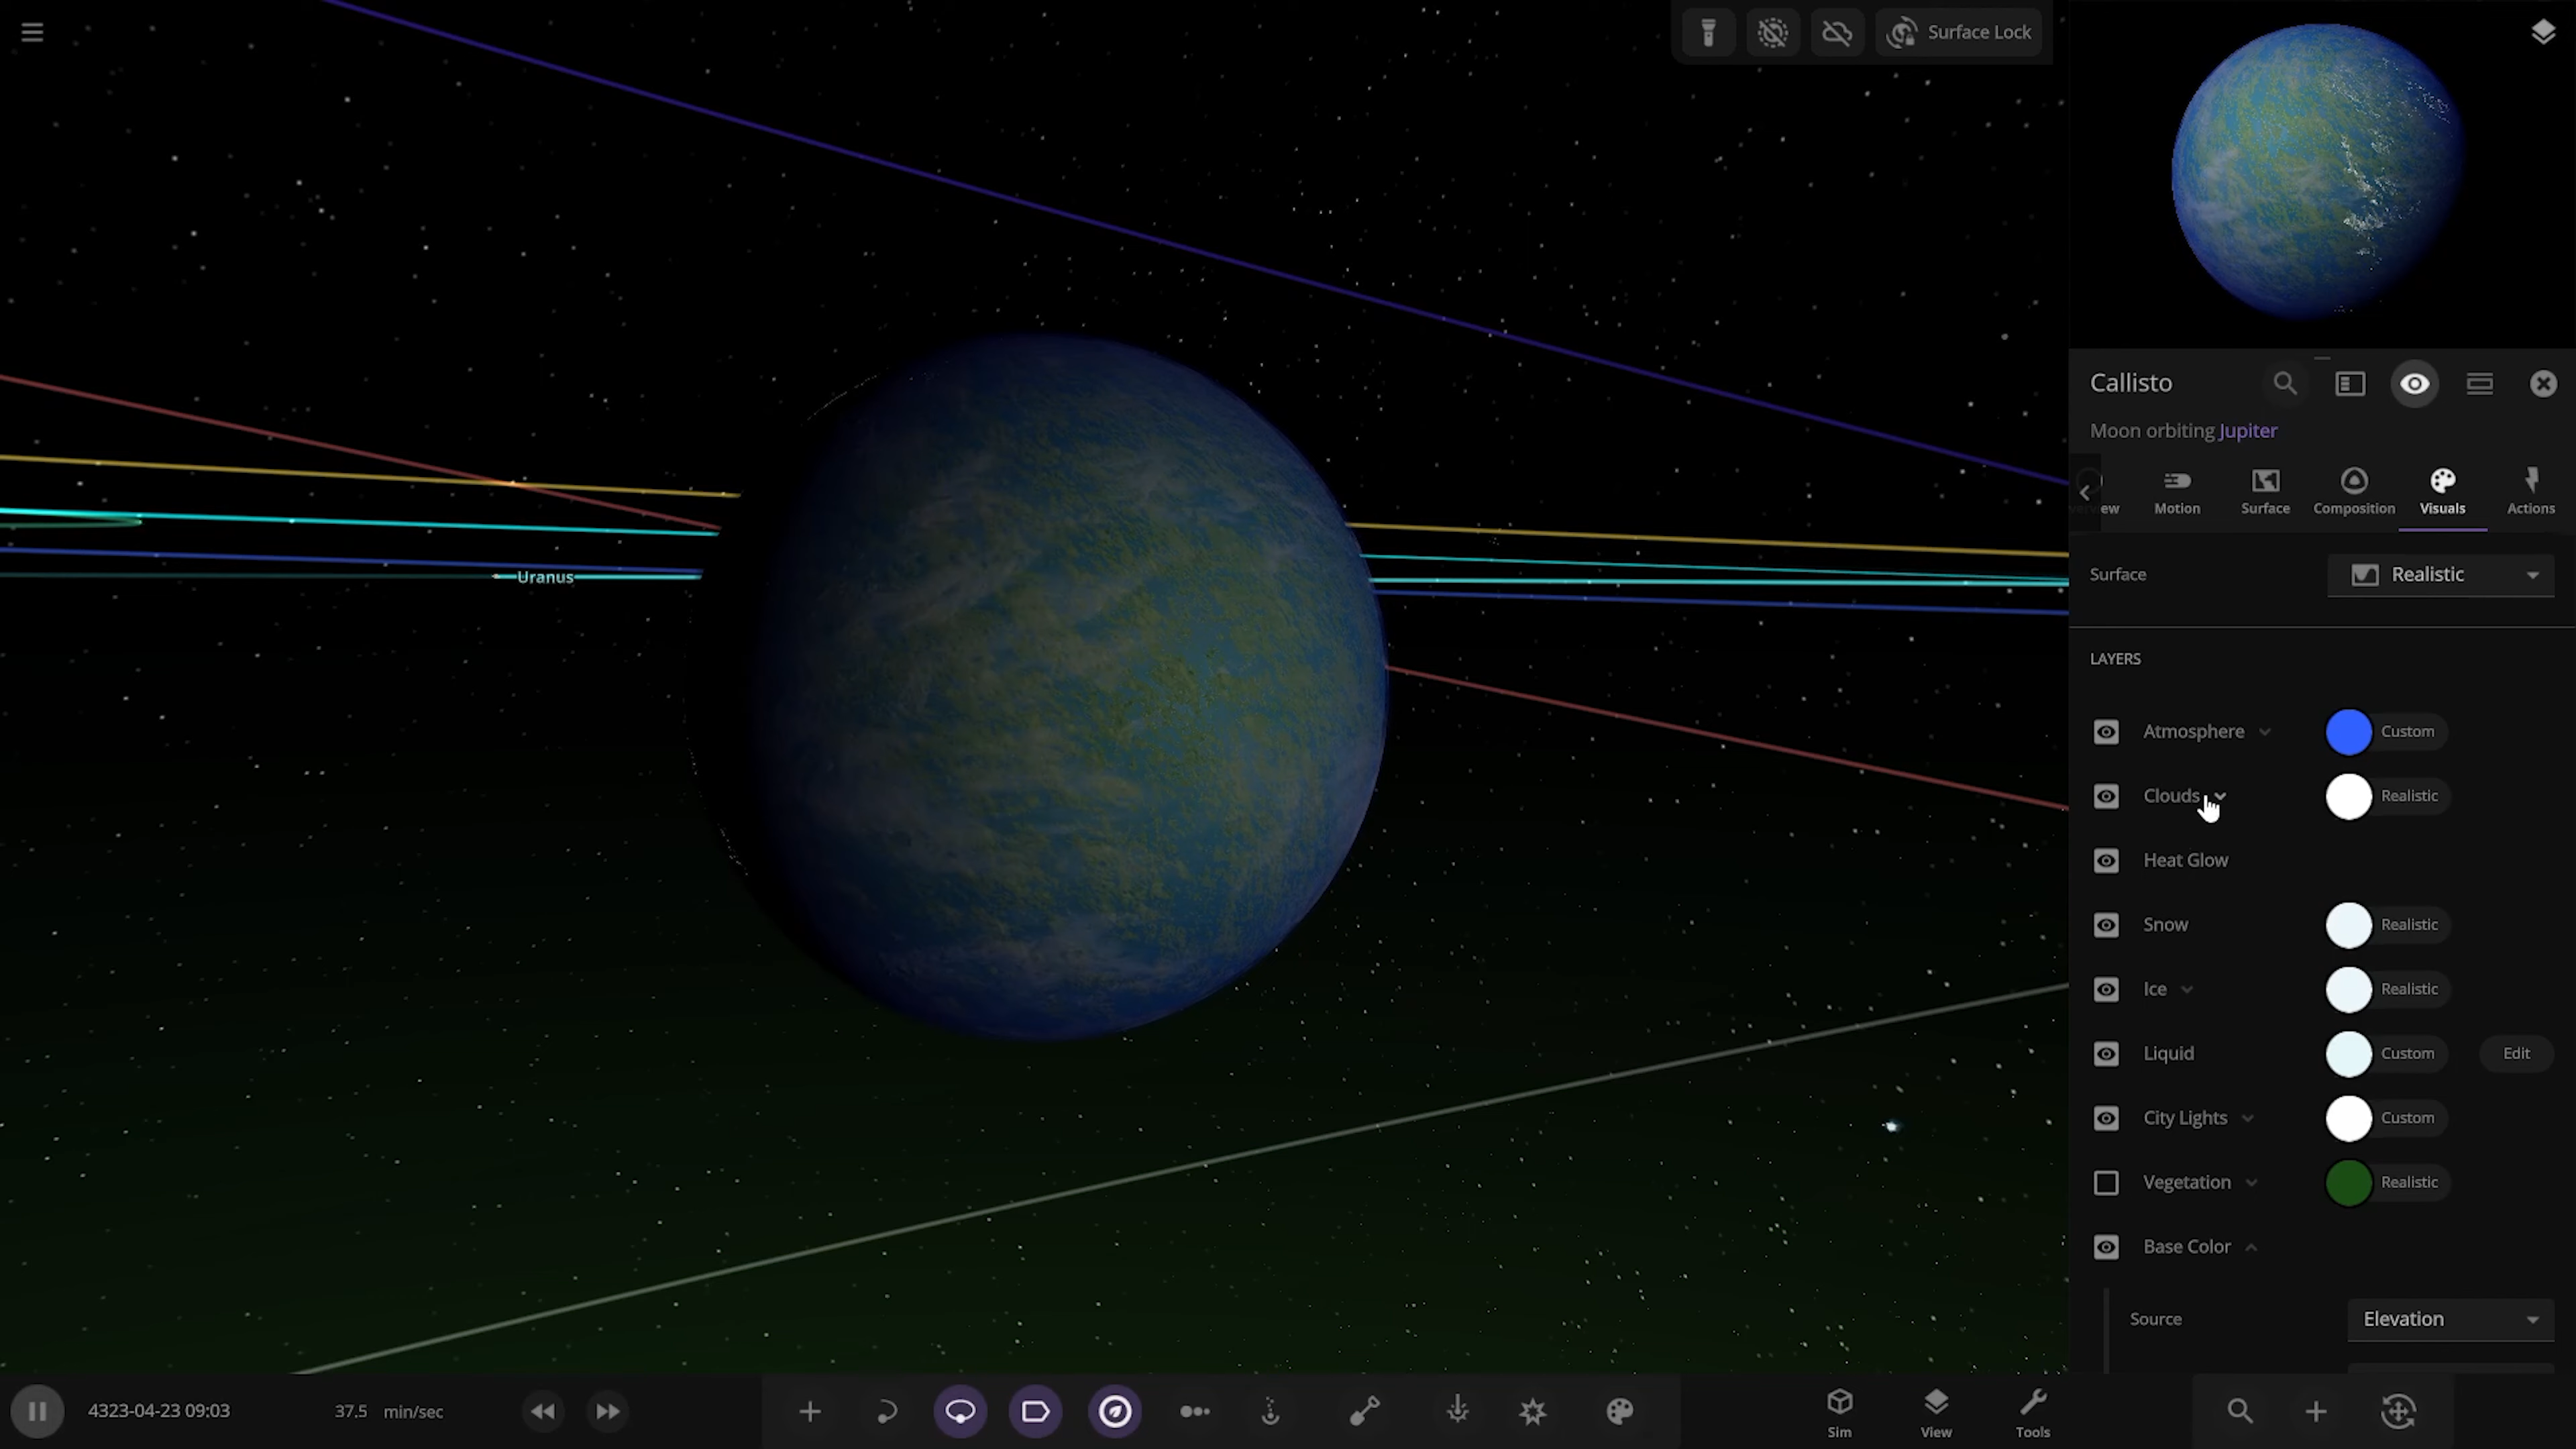 Surface Lock
Uranus
Callisto
Moon orbiting Jupiter
Motion
Surface
Composition
Visuals
Actions
Surface
Realistic
LAYERS
Atmosphere
Custom
Clouds
Realistic
Heat Glow
Snow
Realistic
Ice
Realistic
Liquid
Custom
Edit
City Lights
Custom
Vegetation
Realistic
Base Color
Source
Elevation
4323-04-23 09:03
37.5 min/sec
Sim
View
Tools